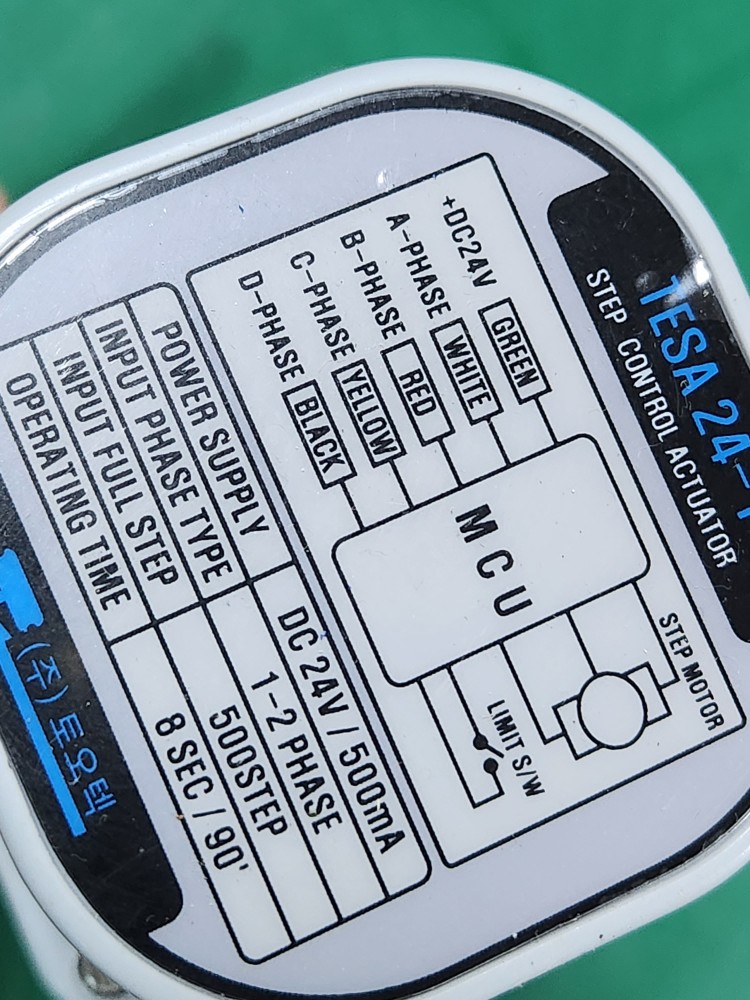 TESA 24-1
STEP CONTROL ACTUATOR
+DC24V GREEN
A-PHASE WHITE
B-PHASE RED
C-PHASE YELLOW
D-PHASE BLACK
MCU
STEP MOTOR
LIMIT S/W
POWER SUPPLY DC 24V / 500mA
INPUT PHASE TYPE 1-2 PHASE
INPUT FULL STEP 500STEP
OPERATING TIME 8 SEC / 90'
(주) 토오텍